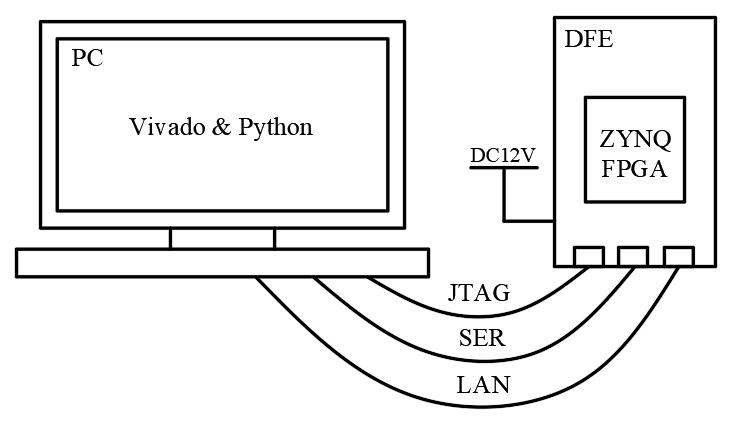 PC
Vivado & Python
DFE
ZYNQ
FPGA
DC12V
JTAG
SER
LAN